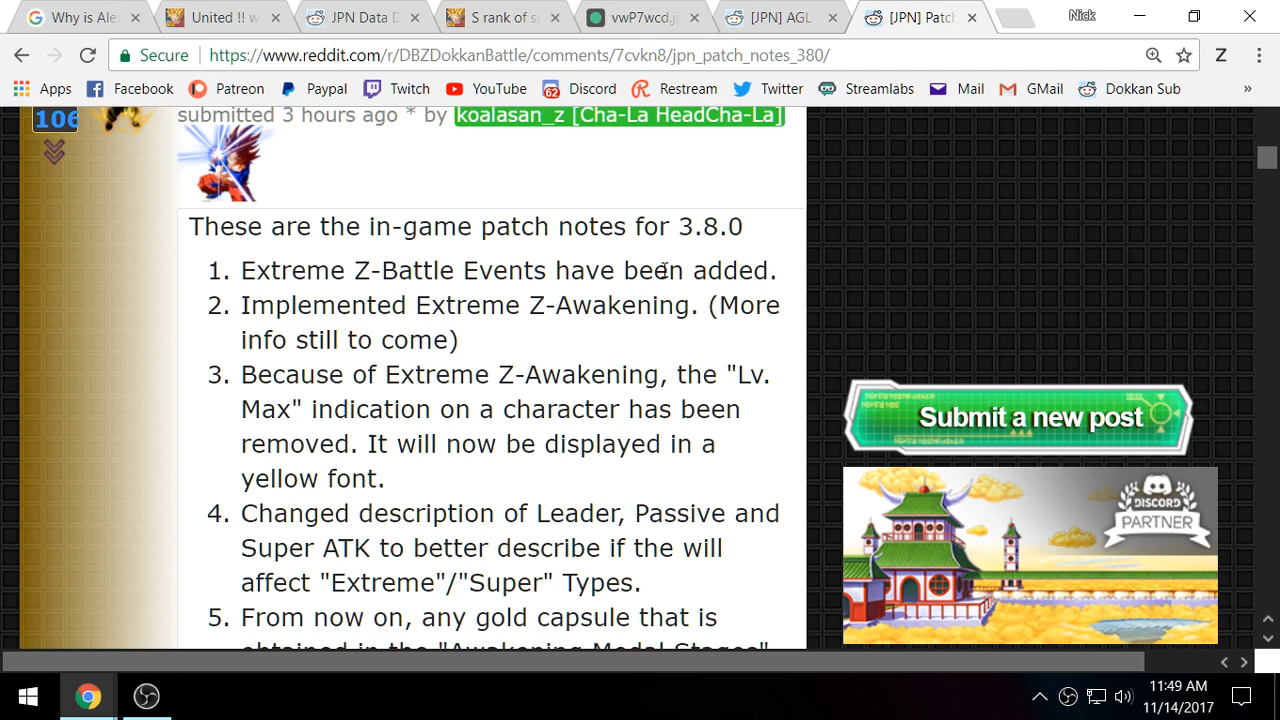 Why is Ale
United !! w
JPN Data D
S rank of s
vwP7wcd.j
[JPN] AGL
[JPN] Patch
Nick
Secure
https://www.reddit.com/r/DBZDokkanBattle/comments/7cvkn8/jpn_patch_notes_380/
Z
Apps
Facebook
Patreon
Paypal
Twitch
YouTube
Discord
Restream
Twitter
Streamlabs
Mail
GMail
Dokkan Sub
»
106
submitted 3 hours ago * by koalasan_z [Cha-La HeadCha-La]
These are the in-game patch notes for 3.8.0
1. Extreme Z-Battle Events have been added.
2. Implemented Extreme Z-Awakening. (More
info still to come)
3. Because of Extreme Z-Awakening, the "Lv.
Max" indication on a character has been
removed. It will now be displayed in a
yellow font.
4. Changed description of Leader, Passive and
Super ATK to better describe if the will
affect "Extreme"/"Super" Types.
5. From now on, any gold capsule that is
obtained in the "Awakening Medal Stages"
Submit a new post
DISCORD
PARTNER
11:49 AM
11/14/2017